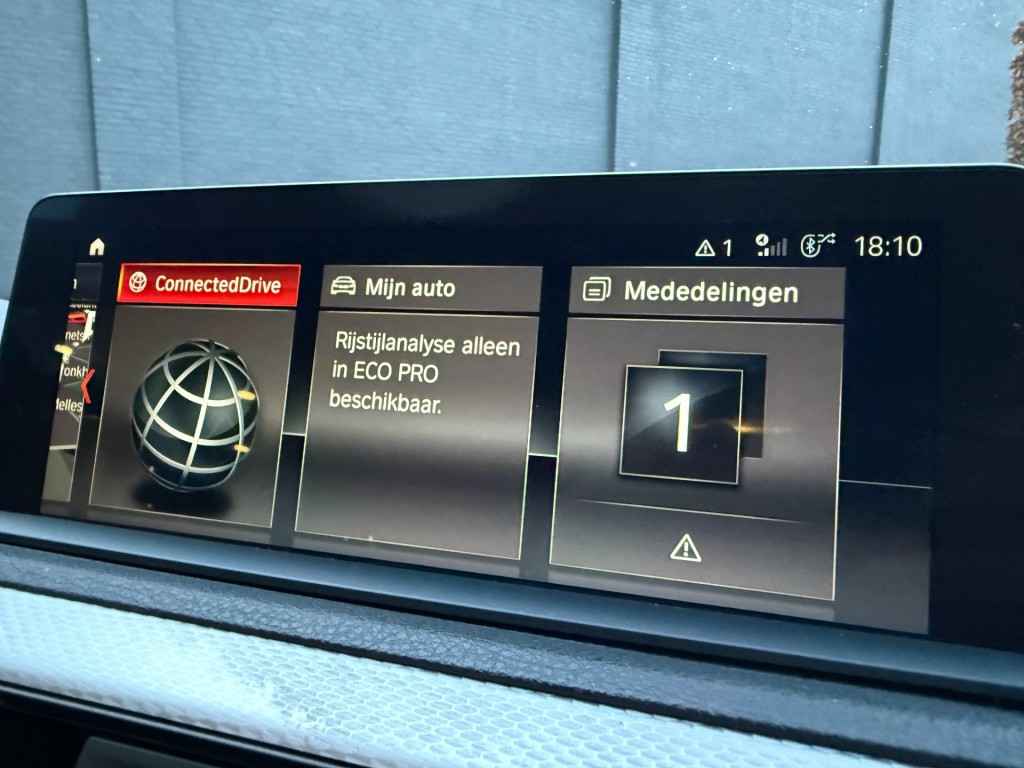 1
18:10
ConnectedDrive
Mijn auto
Mededelingen
Rijstijlanalyse alleen
in ECO PRO
beschikbaar.
1